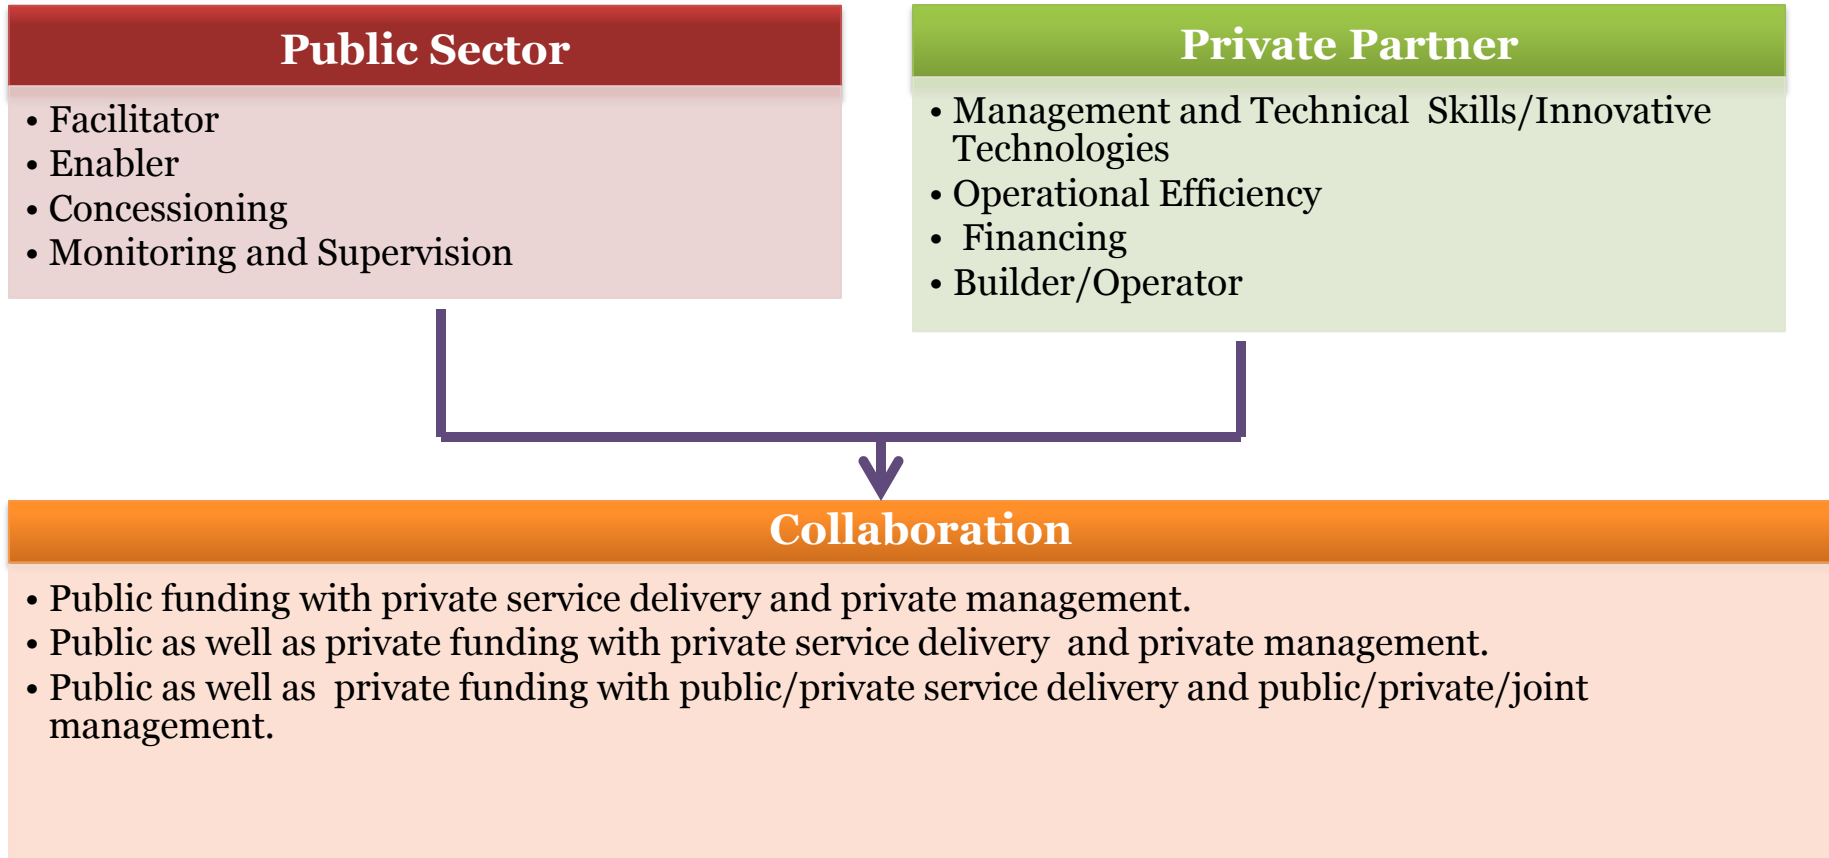 Public Sector
• Facilitator
• Enabler
• Concessioning
• Monitoring and Supervision
Private Partner
• Management and Technical Skills/Innovative
Technologies
• Operational Efficiency
• Financing
• Builder/Operator
Collaboration
• Public funding with private service delivery and private management.
• Public as well as private funding with private service delivery and private management.
• Public as well as private funding with public/private service delivery and public/private/joint
management.